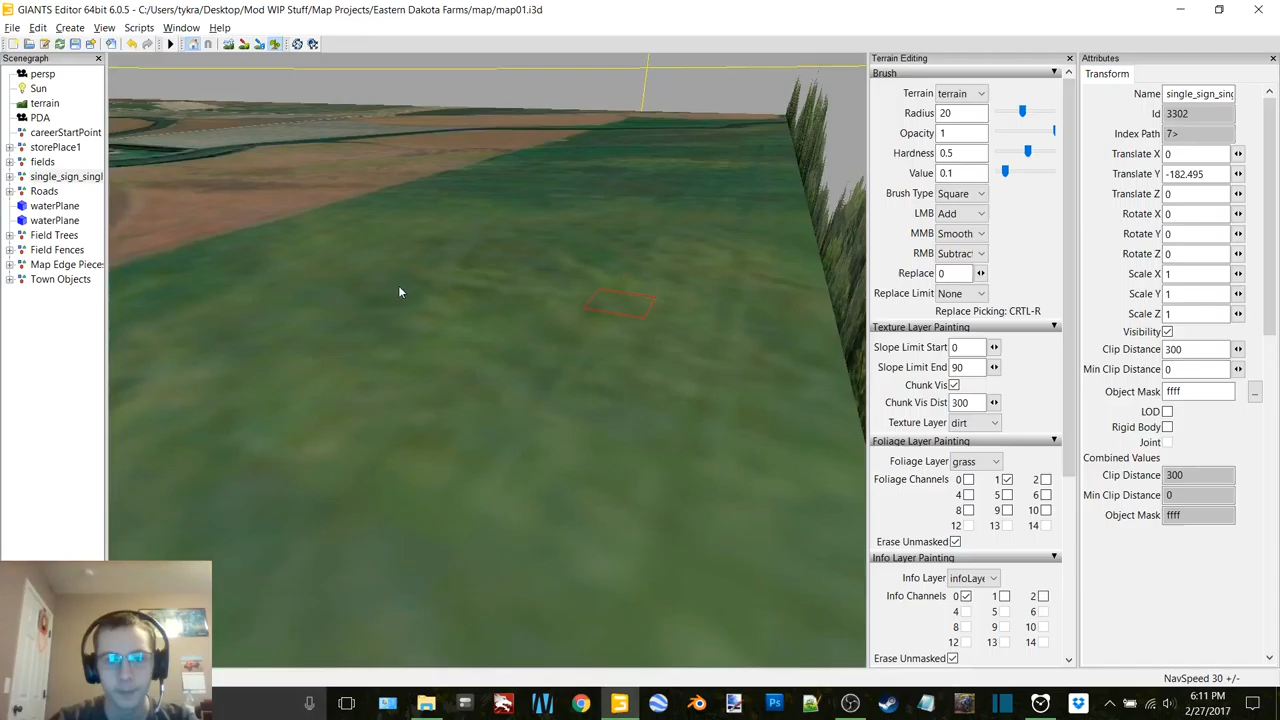 GIANTS Editor 64bit 6.0.5 - C:/Users/tykra/Desktop/Mod WIP Stuff/Map Projects/Eastern Dakota Farms/map/map01.i3d
File Edit Create View Scripts Window Help
Scenegraph
persp
Sun
terrain
PDA
careerStartPoint
storePlace1
fields
single_sign_singl
Roads
waterPlane
waterPlane
Field Trees
Field Fences
Map Edge Pieces
Town Objects
Terrain Editing
Brush
Terrain terrain
Radius 20
Opacity 1
Hardness 0.5
Value 0.1
Brush Type Square
LMB Add
MMB Smooth
RMB Subtract
Replace 0
Replace Limit None
Replace Picking: CRTL-R
Texture Layer Painting
Slope Limit Start 0
Slope Limit End 90
Chunk Vis
Chunk Vis Dist 300
Texture Layer dirt
Foliage Layer Painting
Foliage Layer grass
Foliage Channels 0 1 2
4 5 6
8 9 10
12 13 14
Erase Unmasked
Info Layer Painting
Info Layer infoLaye
Info Channels 0 1 2
4 5 6
8 9 10
12 13 14
Erase Unmasked
Attributes
Transform
Name single_sign_sing
Id 3302
Index Path 7>
Translate X 0
Translate Y -182.495
Translate Z 0
Rotate X 0
Rotate Y 0
Rotate Z 0
Scale X 1
Scale Y 1
Scale Z 1
Visibility
Clip Distance 300
Min Clip Distance 0
Object Mask ffff ...
LOD
Rigid Body
Joint
Combined Values
Clip Distance 300
Min Clip Distance 0
Object Mask ffff
NavSpeed 30 +/-
6:11 PM
2/27/2017